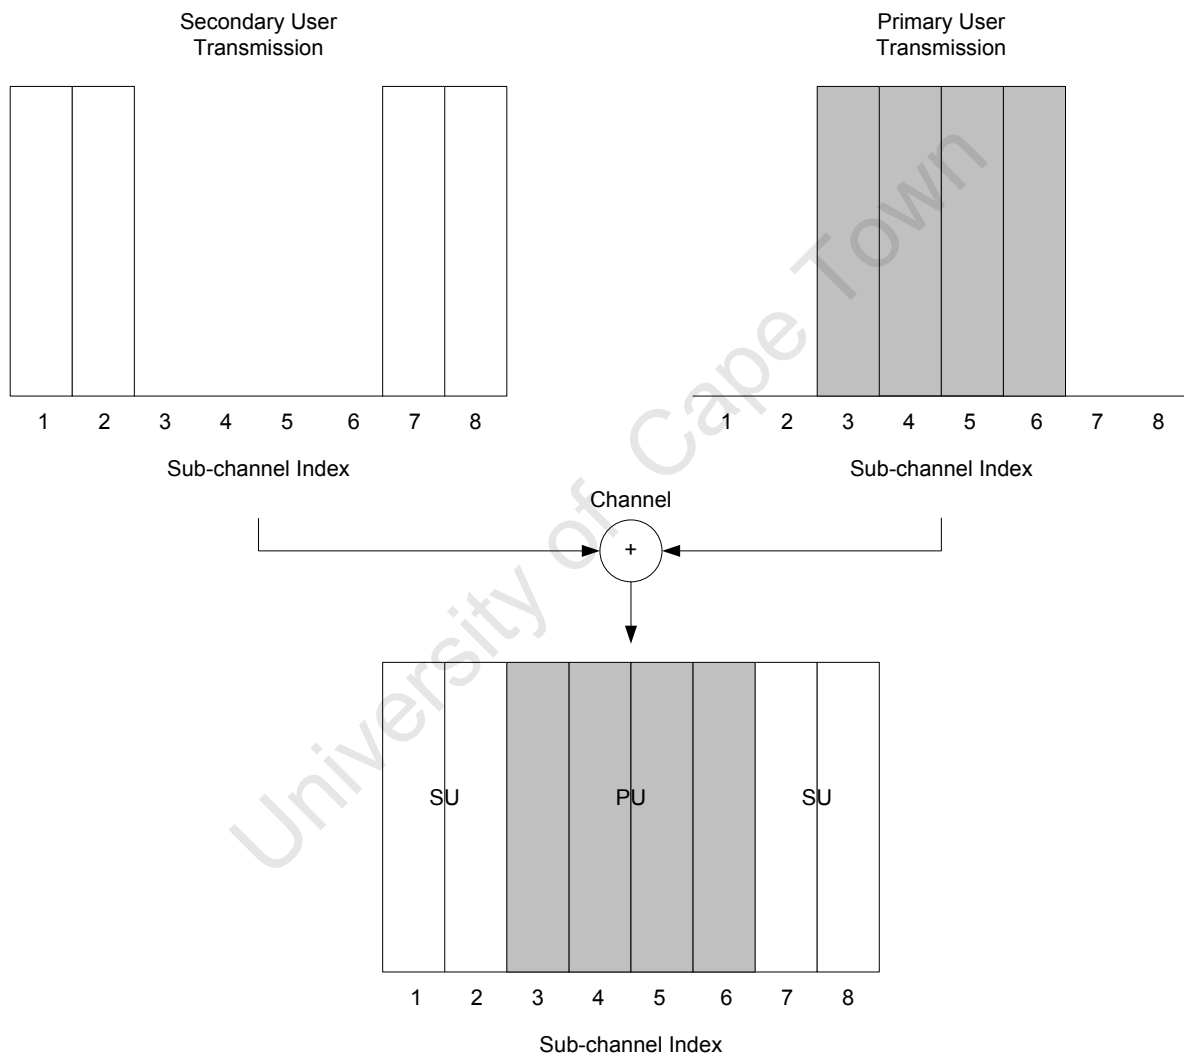 Secondary User
Transmission
Primary User
Transmission
1 2 3 4 5 6 7 8
Sub-channel Index
1 2 3 4 5 6 7 8
Sub-channel Index
Channel
+
SU PU SU
1 2 3 4 5 6 7 8
Sub-channel Index
University of Cape Town